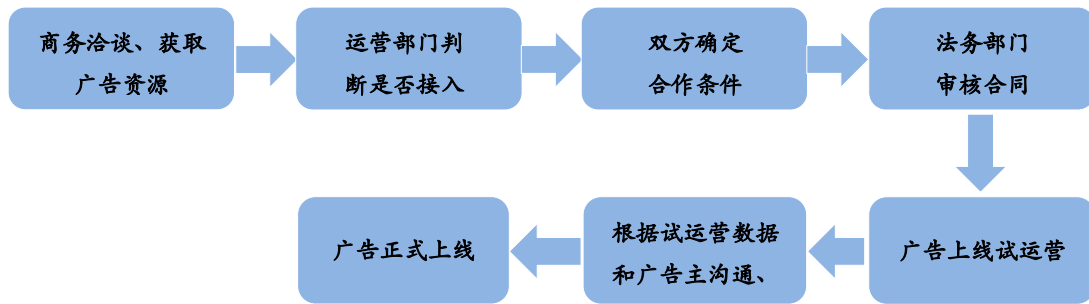 商务洽谈、获取
广告资源
运营部门判
断是否接入
双方确定
合作条件
法务部门
审核合同
广告上线试运营
根据试运营数据
和广告主沟通、
广告正式上线